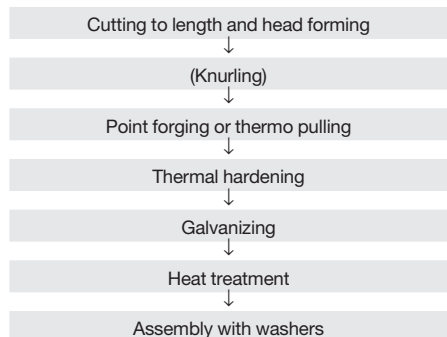 Cutting to length and head forming
↓
(Knurling)
↓
Point forging or thermo pulling
↓
Thermal hardening
↓
Galvanizing
↓
Heat treatment
↓
Assembly with washers